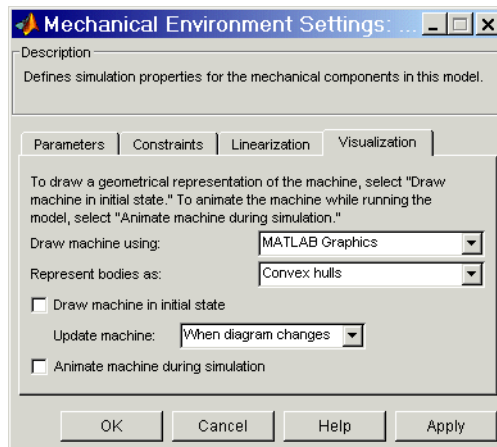 Mechanical Environment Settings: ...
Description
Defines simulation properties for the mechanical components in this model.
Parameters Constraints Linearization Visualization
To draw a geometrical representation of the machine, select "Draw
machine in initial state." To animate the machine while running the
model, select "Animate machine during simulation."
Draw machine using: MATLAB Graphics
Represent bodies as: Convex hulls
Draw machine in initial state
Update machine: When diagram changes
Animate machine during simulation
OK Cancel Help Apply